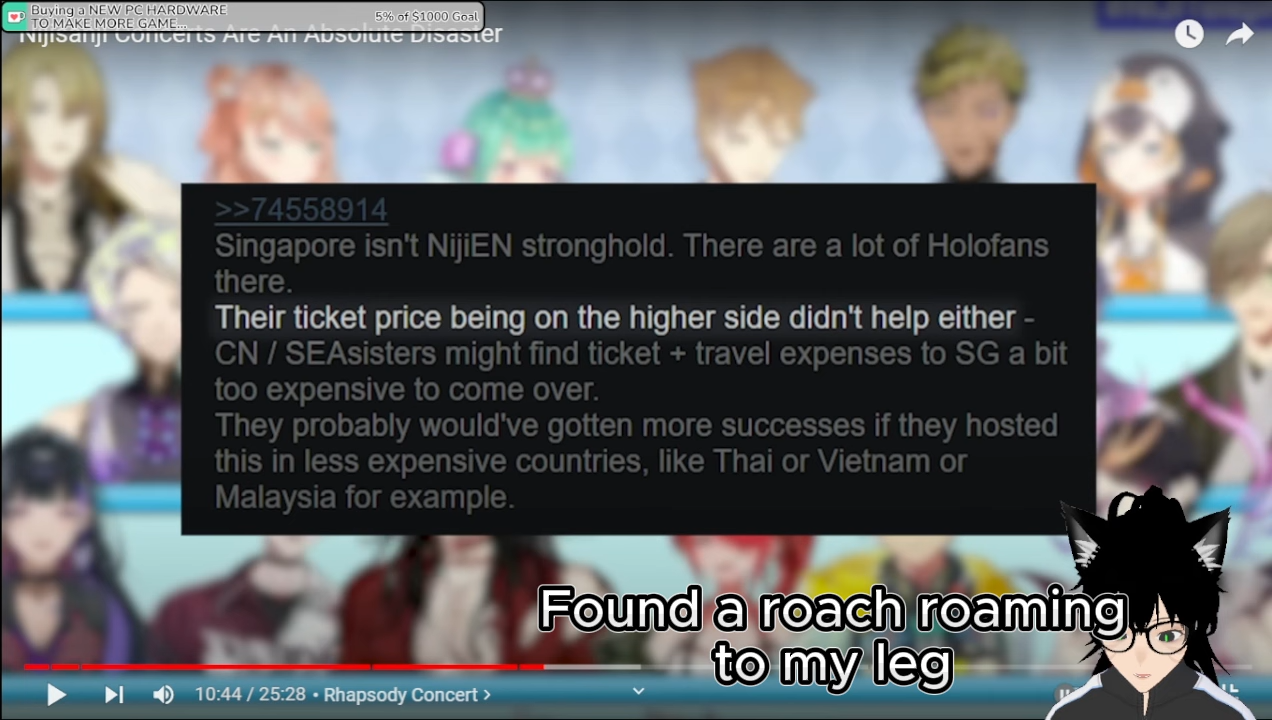 Buying a NEW PC HARDWARE
TO MAKE MORE GAME...
5% of $1000 Goal
Nijisanji Concerts Are An Absolute Disaster
>>74558914
Singapore isn't NijiEN stronghold. There are a lot of Holofans
there.
Their ticket price being on the higher side didn't help either -
CN / SEAsisters might find ticket + travel expenses to SG a bit
too expensive to come over.
They probably would've gotten more successes if they hosted
this in less expensive countries, like Thai or Vietnam or
Malaysia for example.
Found a roach roaming
to my leg
10:44 / 25:28 • Rhapsody Concert >